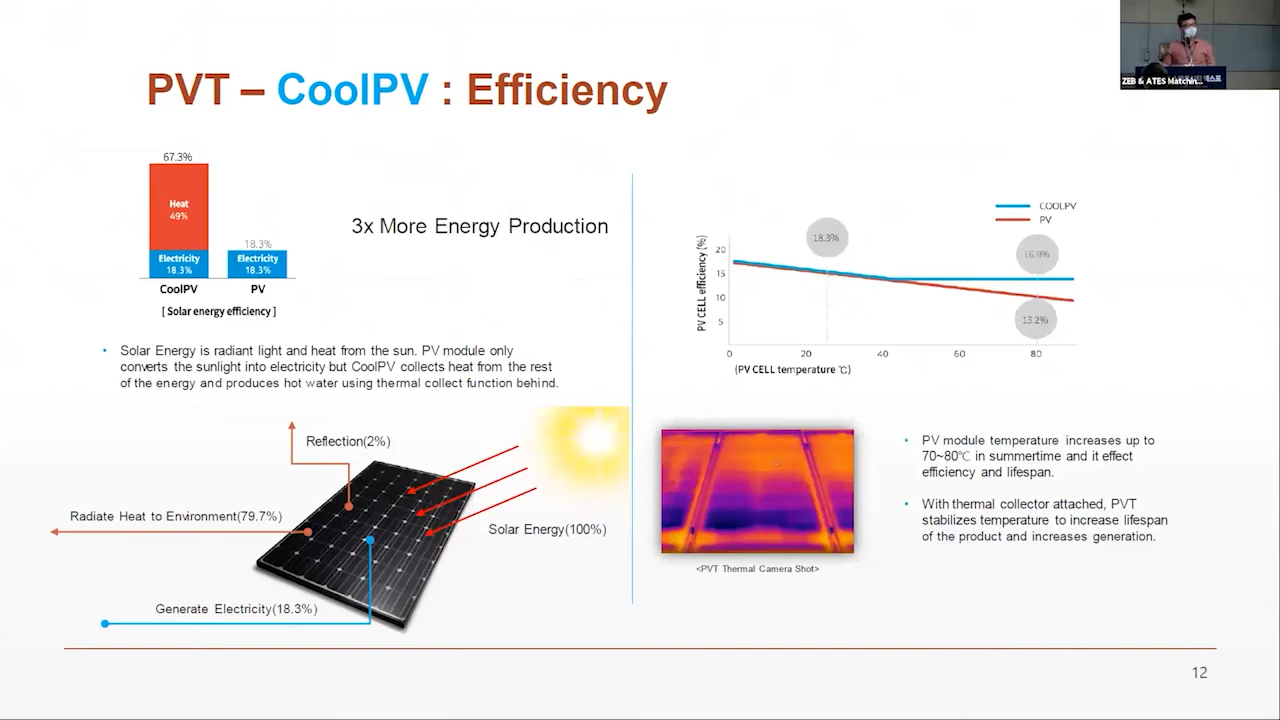 PVT – CoolPV : Efficiency
ZEB & ATES Matchin...
67.3%
Heat
49%
Electricity
18.3%
CoolPV
18.3%
Electricity
18.3%
PV
[ Solar energy efficiency ]
3x More Energy Production
• Solar Energy is radiant light and heat from the sun. PV module only
converts the sunlight into electricity but CoolPV collects heat from the rest
of the energy and produces hot water using thermal collect function behind.
Reflection(2%)
Radiate Heat to Environment(79.7%)
Solar Energy(100%)
Generate Electricity(18.3%)
COOLPV
PV
PV CELL efficiency (%)
20
15
10
5
18.3%
16.9%
13.2%
0
20
40
60
80
(PV CELL temperature ℃)
<PVT Thermal Camera Shot>
• PV module temperature increases up to
70~80℃ in summertime and it effect
efficiency and lifespan.
• With thermal collector attached, PVT
stabilizes temperature to increase lifespan
of the product and increases generation.
12